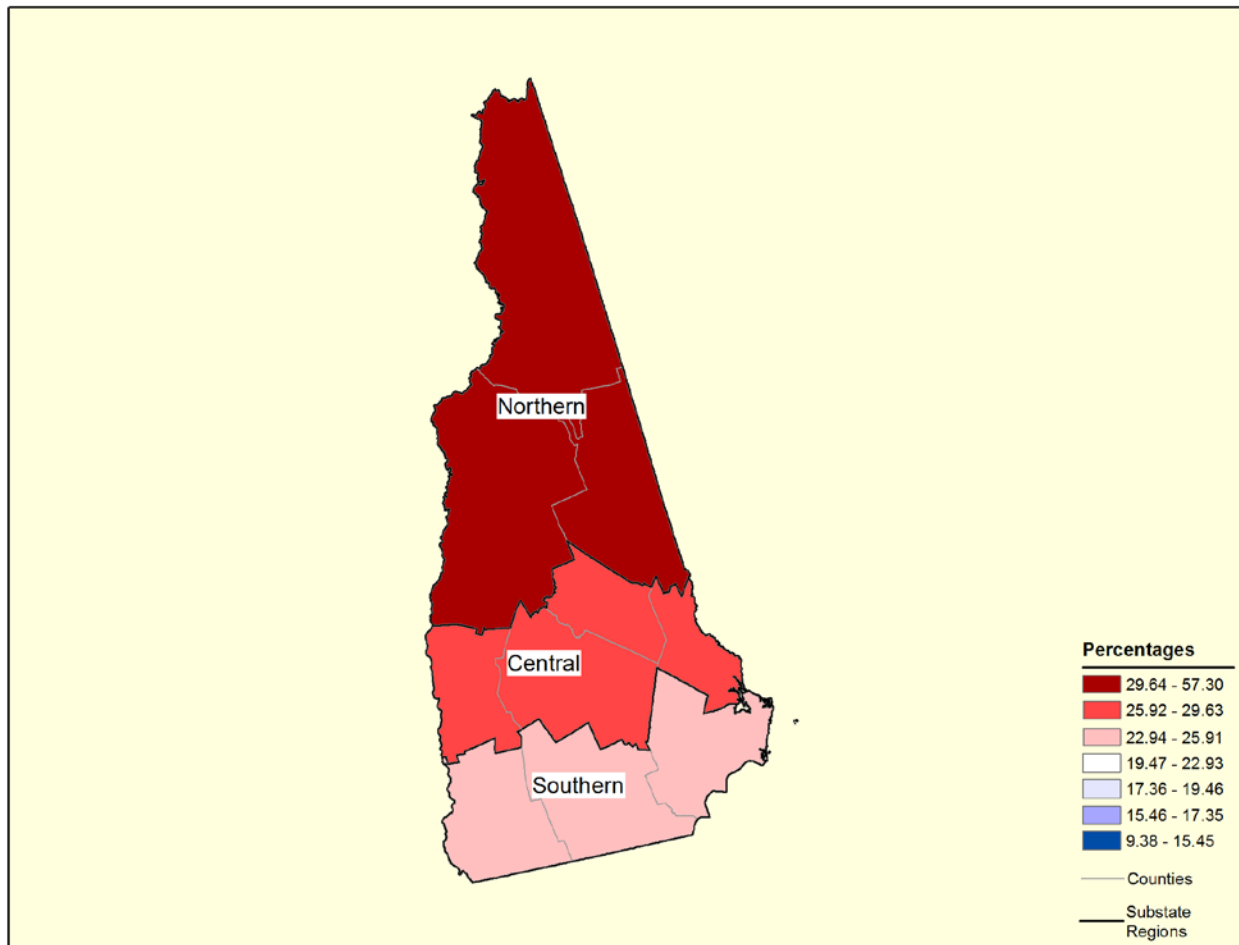 Northern
Central
Southern
Percentages
29.64 - 57.30
25.92 - 29.63
22.94 - 25.91
19.47 - 22.93
17.36 - 19.46
15.46 - 17.35
9.38 - 15.45
Counties
Substate
Regions